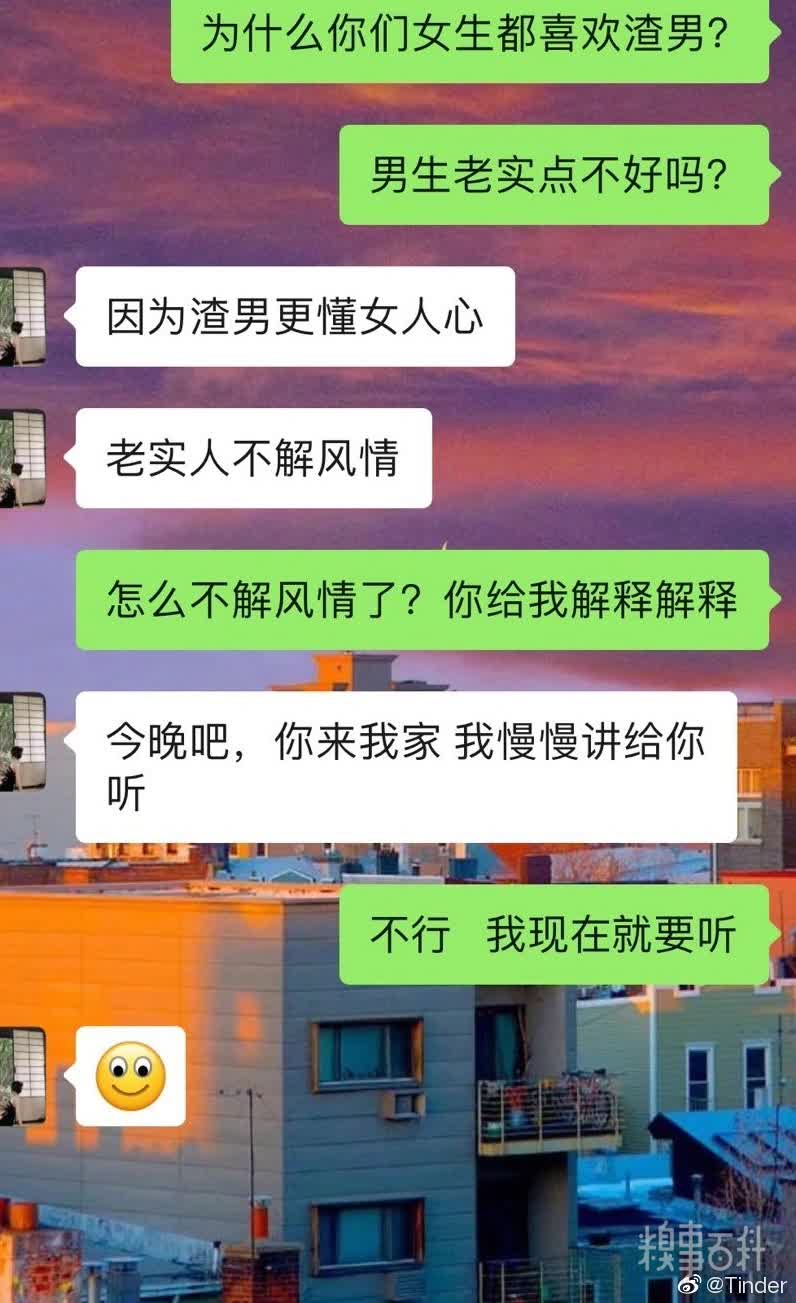 为什么你们女生都喜欢渣男？
男生老实点不好吗？
因为渣男更懂女人心
老实人不解风情
怎么不解风情了？你给我解释解释
今晚吧，你来我家 我慢慢讲给你
听
不行 我现在就要听
糗事百科
@Tinder